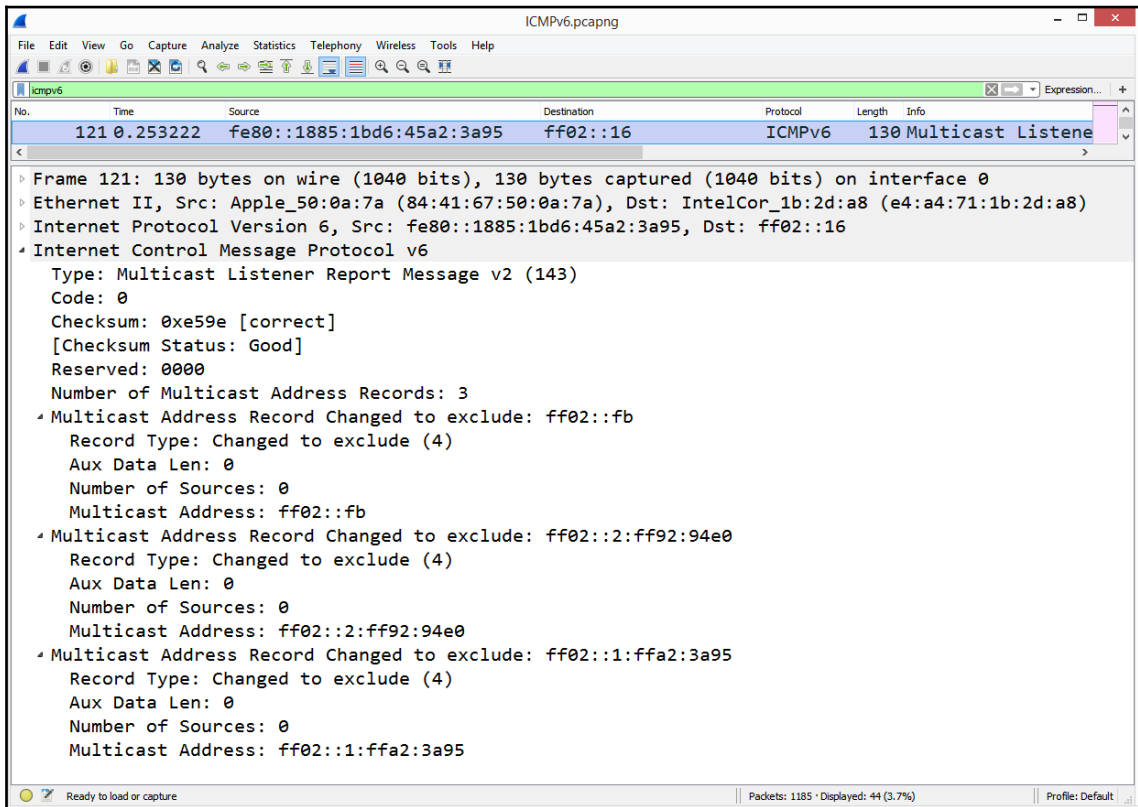 ICMPv6.pcapng
File Edit View Go Capture Analyze Statistics Telephony Wireless Tools Help
icmpv6 Expression... +
No. Time Source Destination Protocol Length Info
121 0.253222 fe80::1885:1bd6:45a2:3a95 ff02::16 ICMPv6 130 Multicast Listene
Frame 121: 130 bytes on wire (1040 bits), 130 bytes captured (1040 bits) on interface 0
Ethernet II, Src: Apple_50:0a:7a (84:41:67:50:0a:7a), Dst: IntelCor_1b:2d:a8 (e4:a4:71:1b:2d:a8)
Internet Protocol Version 6, Src: fe80::1885:1bd6:45a2:3a95, Dst: ff02::16
Internet Control Message Protocol v6
Type: Multicast Listener Report Message v2 (143)
Code: 0
Checksum: 0xe59e [correct]
[Checksum Status: Good]
Reserved: 0000
Number of Multicast Address Records: 3
Multicast Address Record Changed to exclude: ff02::fb
Record Type: Changed to exclude (4)
Aux Data Len: 0
Number of Sources: 0
Multicast Address: ff02::fb
Multicast Address Record Changed to exclude: ff02::2:ff92:94e0
Record Type: Changed to exclude (4)
Aux Data Len: 0
Number of Sources: 0
Multicast Address: ff02::2:ff92:94e0
Multicast Address Record Changed to exclude: ff02::1:ffa2:3a95
Record Type: Changed to exclude (4)
Aux Data Len: 0
Number of Sources: 0
Multicast Address: ff02::1:ffa2:3a95
Ready to load or capture Packets: 1185 · Displayed: 44 (3.7%) Profile: Default